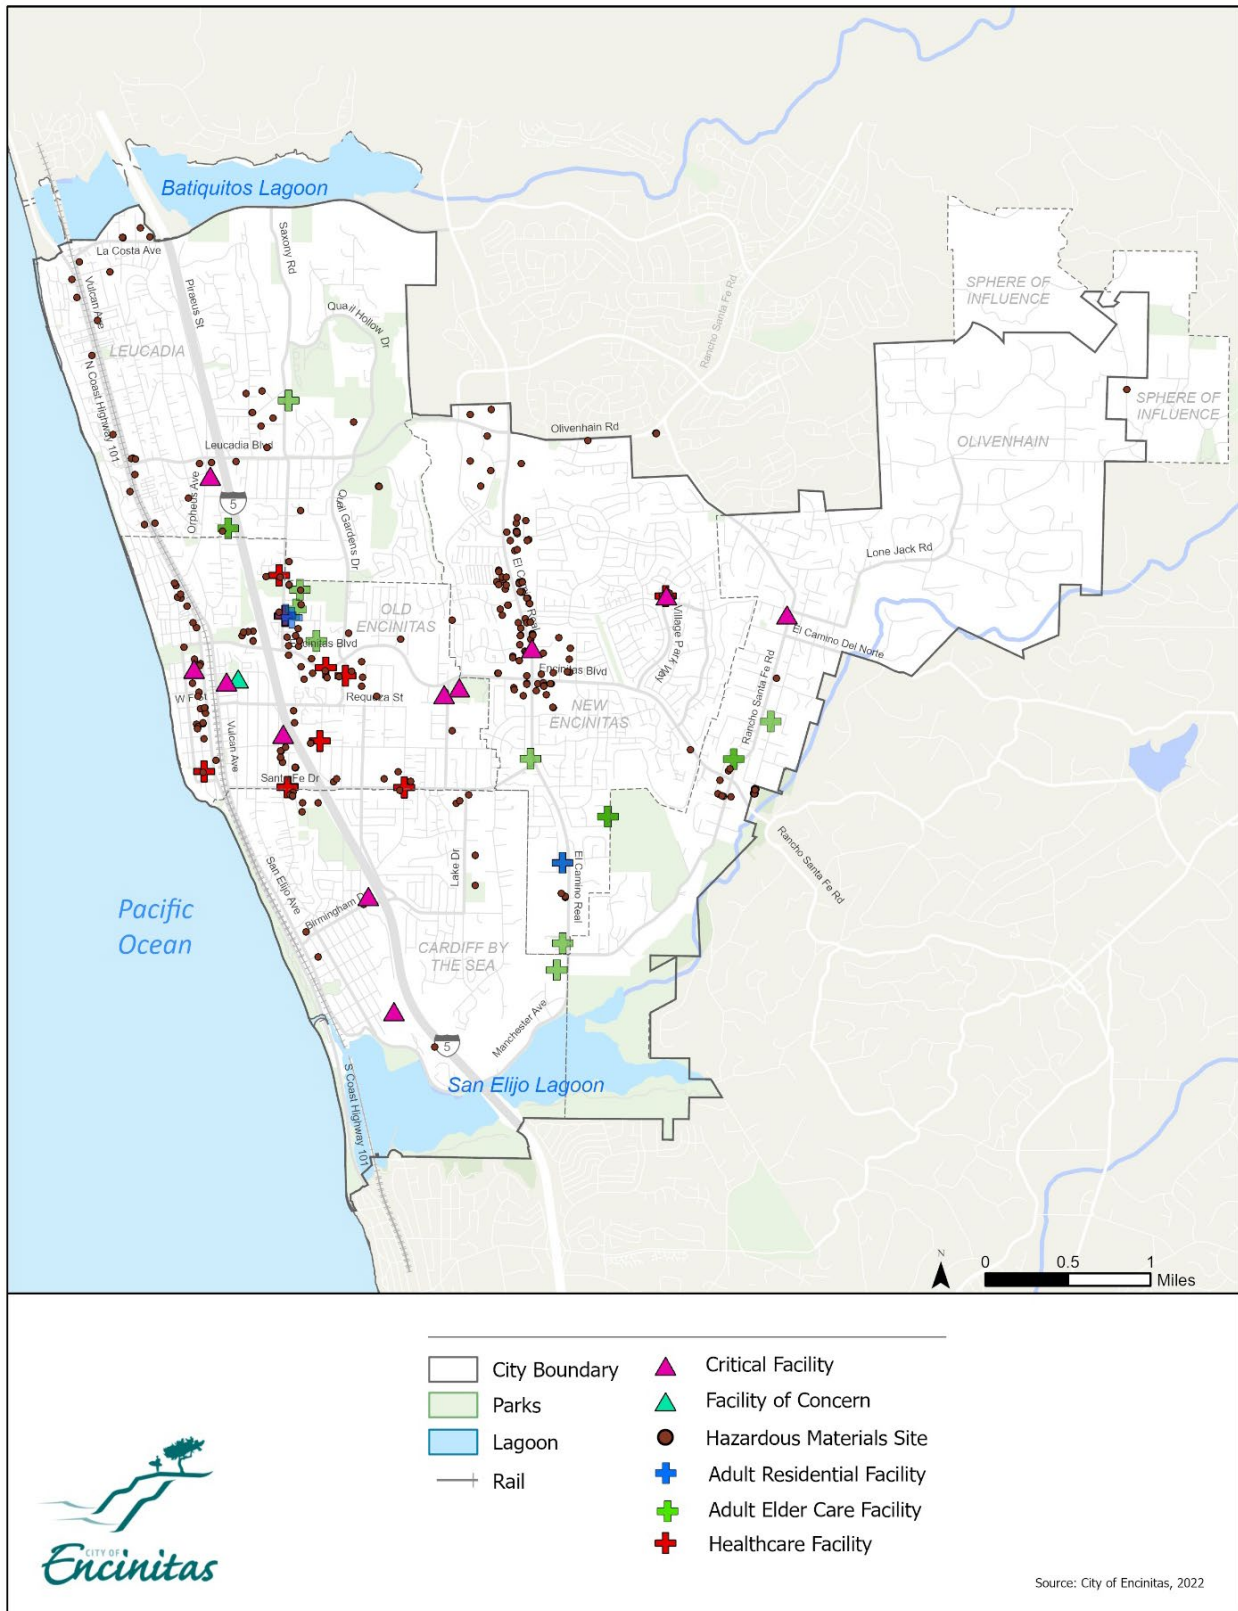 Batiquitos Lagoon
La Costa Ave
Saxony Rd
Vulcan Ave
Piraeus St
Quail Hollow Dr
Rancho Santa Fe Rd
SPHERE OF
INFLUENCE
LEUCADIA
N Coast Highway 101
SPHERE OF
INFLUENCE
Leucadia Blvd
Olivenhain Rd
OLIVENHAIN
Orpheus Ave
5
Quail Gardens Dr
El Camino Real
Lone Jack Rd
OLD
ENCINITAS
Encinitas Blvd
Village Park Way
El Camino Del Norte
Encinitas Blvd
W F St
Requeza St
NEW
ENCINITAS
Rancho Santa Fe Rd
Vulcan Ave
Santa Fe Dr
San Elijo Ave
Lake Dr
El Camino Real
Rancho Santa Fe Rd
Birmingham Dr
Pacific
Ocean
CARDIFF BY
THE SEA
Manchester Ave
5
San Elijo Lagoon
S Coast Highway 101
N
0 0.5 1
Miles
City Boundary
Parks
Lagoon
Rail
Critical Facility
Facility of Concern
Hazardous Materials Site
Adult Residential Facility
Adult Elder Care Facility
Healthcare Facility
CITY OF
Encinitas
Source: City of Encinitas, 2022